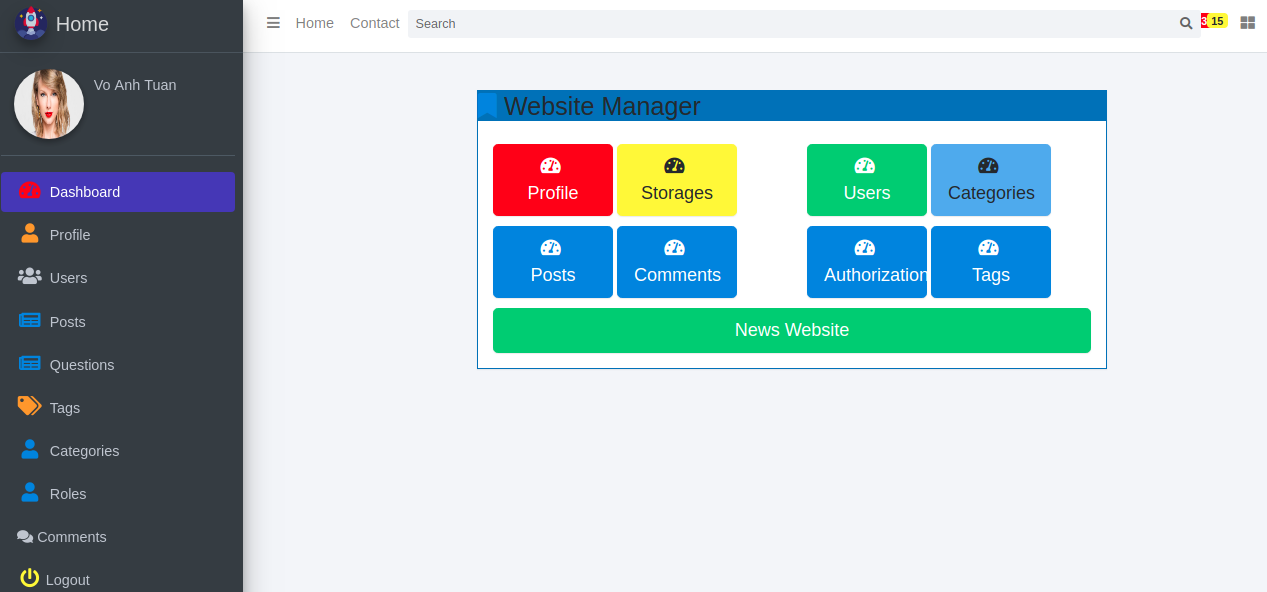 Home
Home Contact Search 3 15
Vo Anh Tuan
Dashboard
Profile
Users
Posts
Questions
Tags
Categories
Roles
Comments
Logout
Website Manager
Profile Storages Users Categories
Posts Comments Authorization Tags
News Website